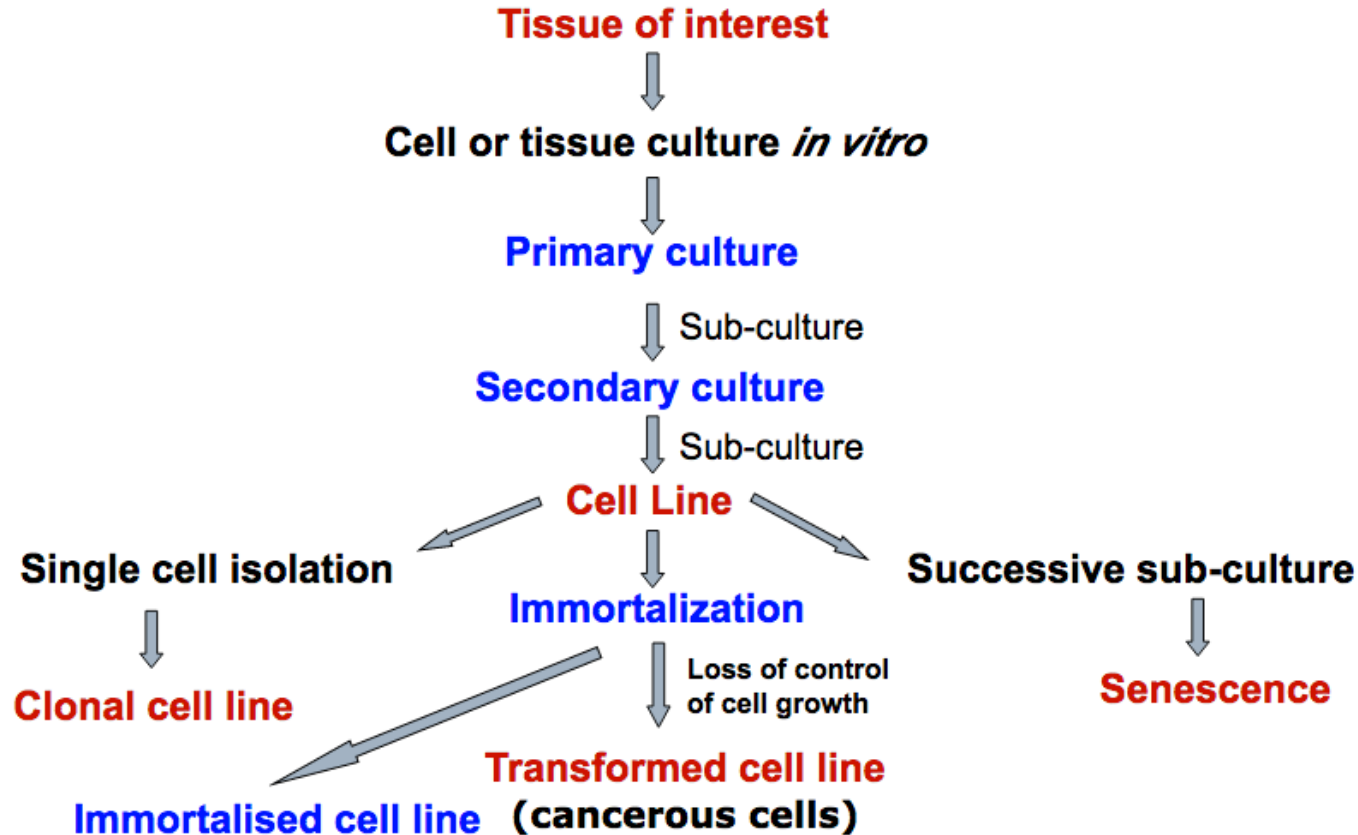 Tissue of interest
Cell or tissue culture in vitro
Primary culture
Sub-culture
Secondary culture
Sub-culture
Cell Line
Single cell isolation
Successive sub-culture
Immortalization
Loss of control
of cell growth
Clonal cell line
Senescence
Transformed cell line
(cancerous cells)
Immortalised cell line